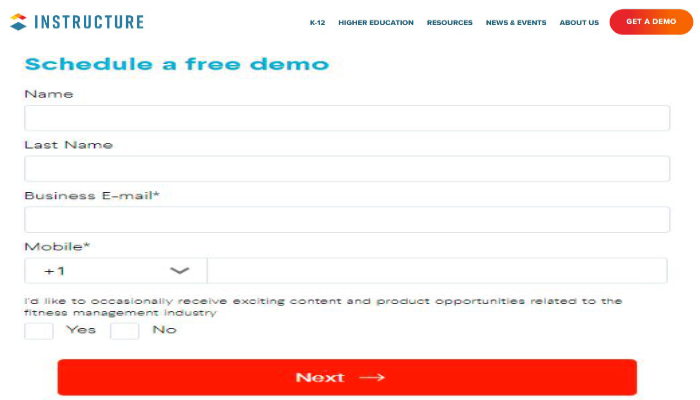 INSTRUCTURE
K-12 HIGHER EDUCATION RESOURCES NEWS & EVENTS ABOUT US GET A DEMO
Schedule a free demo
Name
Last Name
Business E-mail*
Mobile*
+1
I'd like to occasionally receive exciting content and product opportunities related to the
fitness management industry
Yes No
Next →